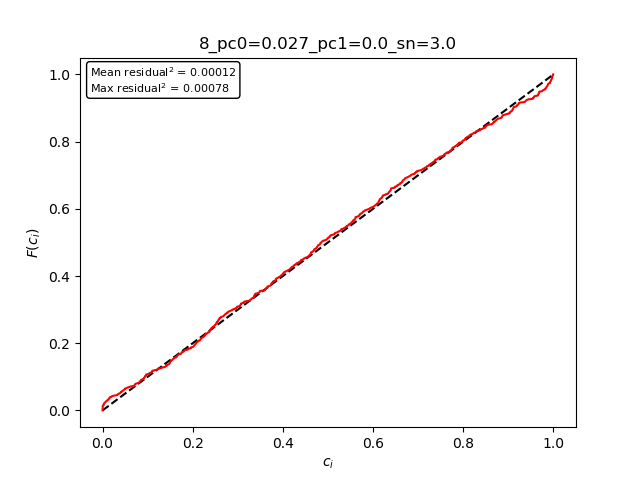 8_pc0=0.027_pc1=0.0_sn=3.0
Mean residual² = 0.00012
Max residual² = 0.00078
1.0
0.8
0.6
0.4
0.2
0.0
F(cᵢ)
0.0 0.2 0.4 0.6 0.8 1.0
cᵢ